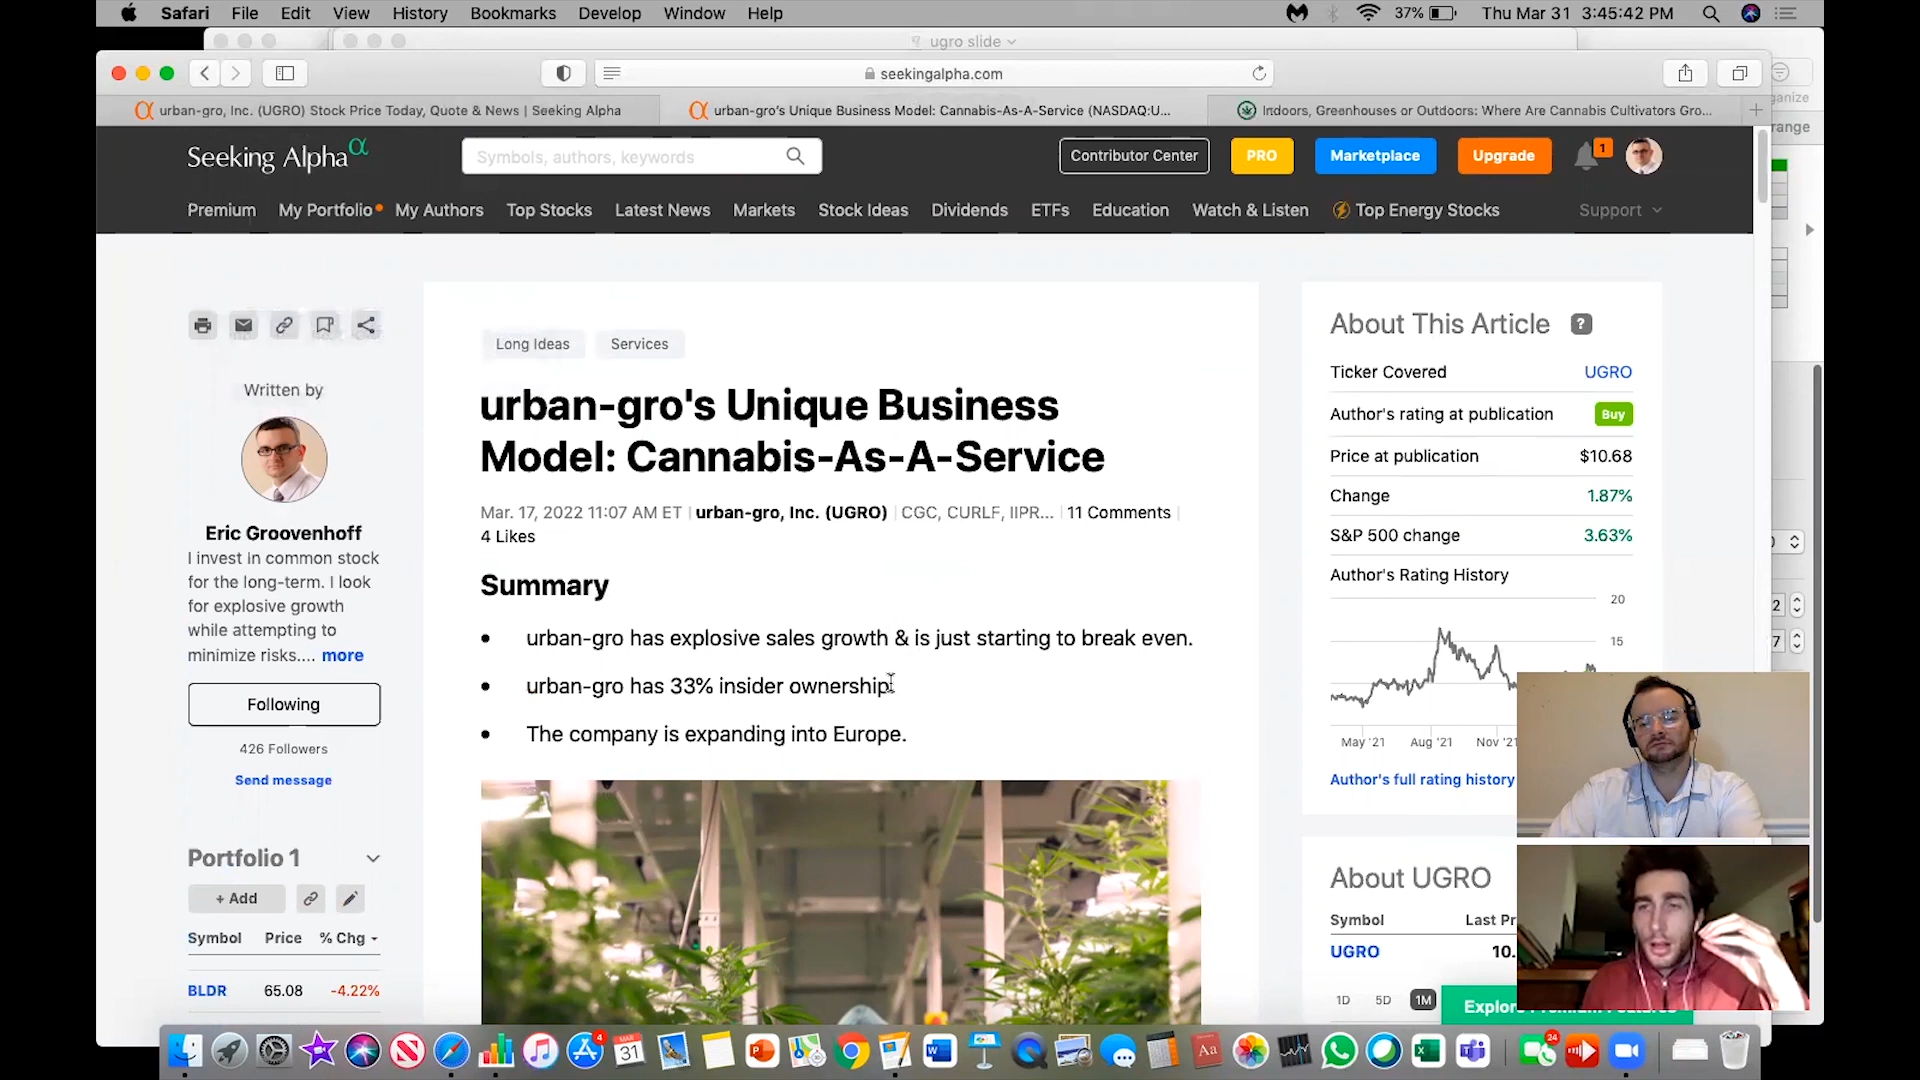 Safari File Edit View History Bookmarks Develop Window Help 37% Thu Mar 31 3:45:42 PM
ugro slide
seekingalpha.com
urban-gro, Inc. (UGRO) Stock Price Today, Quote & News | Seeking Alpha
urban-gro's Unique Business Model: Cannabis-As-A-Service (NASDAQ:U...
Indoors, Greenhouses or Outdoors: Where Are Cannabis Cultivators Gro...
Seeking Alpha α
Symbols, authors, keywords
Contributor Center
PRO
Marketplace
Upgrade
1
Premium My Portfolio My Authors Top Stocks Latest News Markets Stock Ideas Dividends ETFs Education Watch & Listen Top Energy Stocks Support
Written by
Eric Groovenhoff
I invest in common stock
for the long-term. I look
for explosive growth
while attempting to
minimize risks.... more
Following
426 Followers
Send message
Portfolio 1
+ Add
Symbol Price % Chg
BLDR 65.08 -4.22%
Long Ideas Services
urban-gro's Unique Business
Model: Cannabis-As-A-Service
Mar. 17, 2022 11:07 AM ET | urban-gro, Inc. (UGRO) | CGC, CURLF, IIPR... | 11 Comments |
4 Likes
Summary
• urban-gro has explosive sales growth & is just starting to break even.
• urban-gro has 33% insider ownership.
• The company is expanding into Europe.
About This Article ?
Ticker Covered UGRO
Author's rating at publication Buy
Price at publication $10.68
Change 1.87%
S&P 500 change 3.63%
Author's Rating History
20
15
May '21 Aug '21 Nov '21
Author's full rating history
About UGRO
Symbol Last Pr
UGRO 10.
1D 5D 1M
4
MAR
31
Aa
24